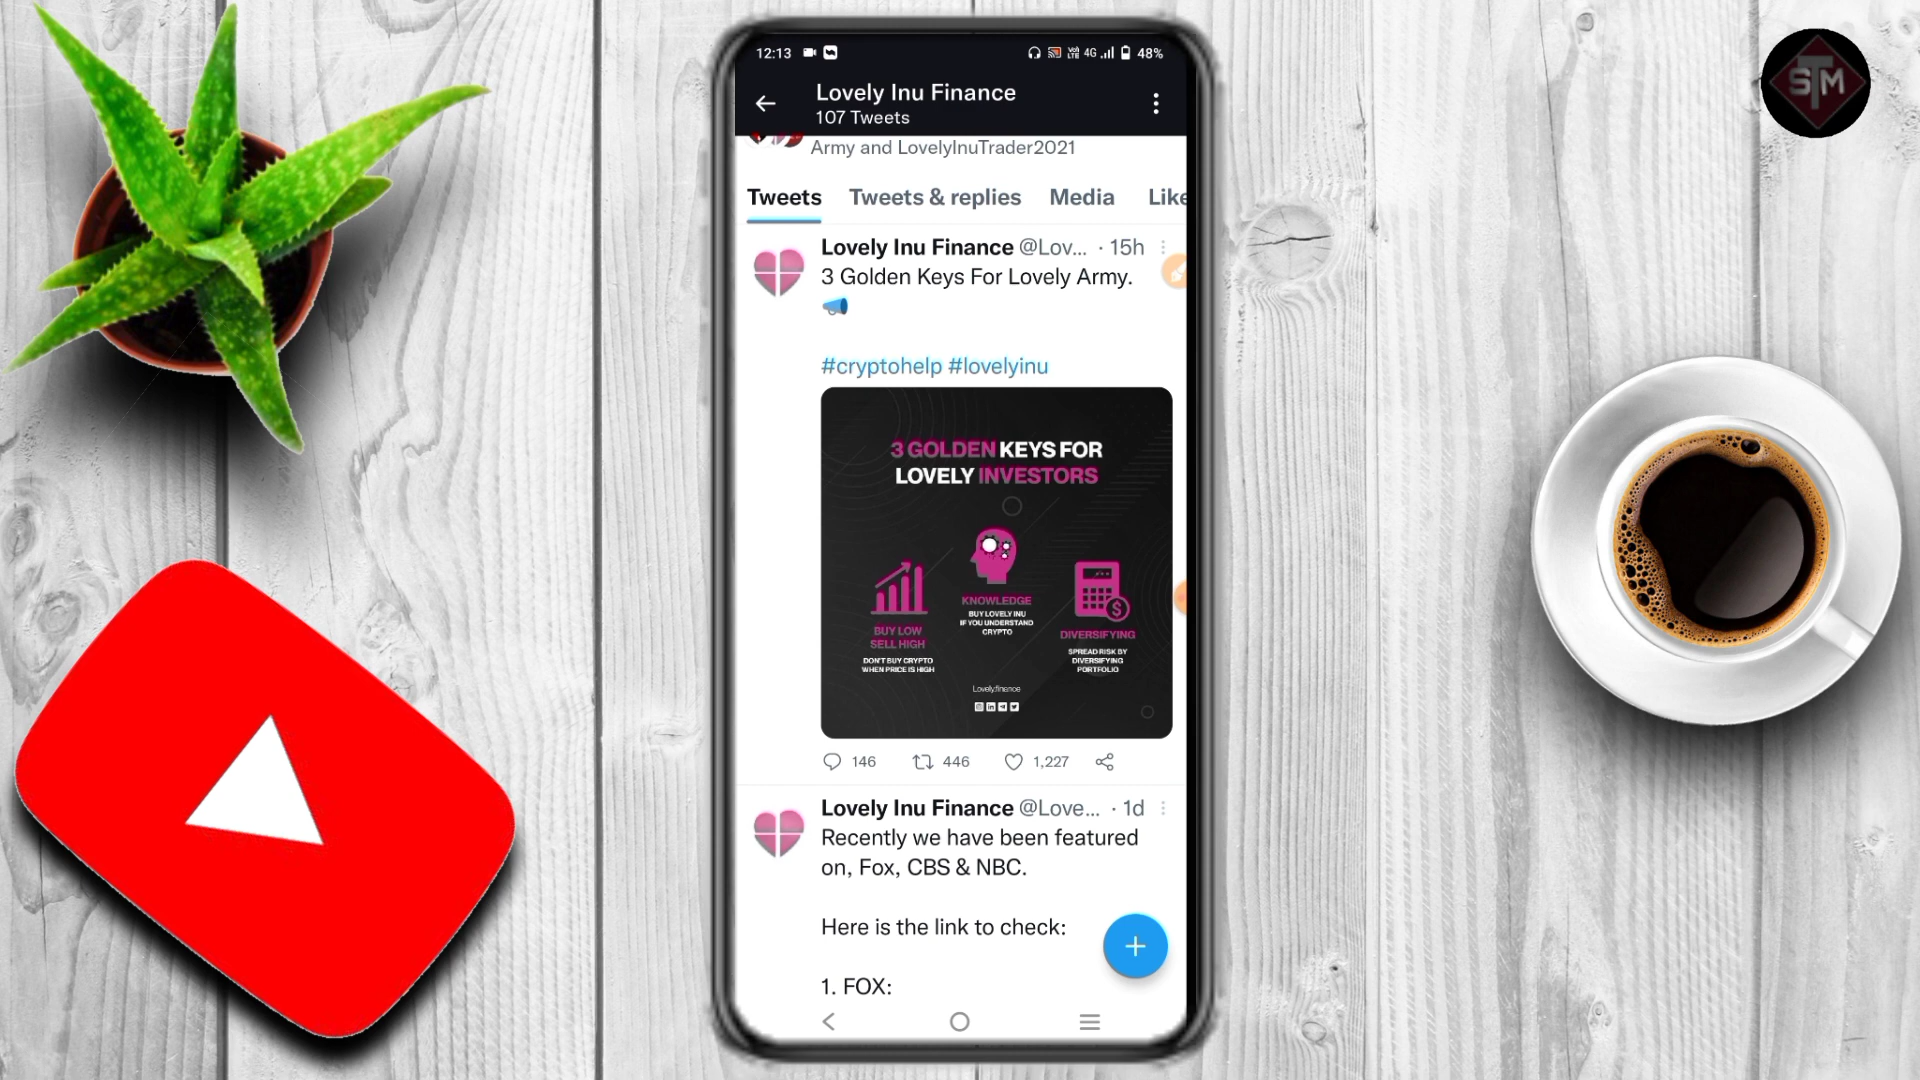 12:13
4G
48%
STM
Lovely Inu Finance
107 Tweets
Army and LovelyInuTrader2021
Tweets Tweets & replies Media Like
Lovely Inu Finance @Lov... · 15h
3 Golden Keys For Lovely Army.
#cryptohelp #lovelyinu
3 GOLDEN KEYS FOR
LOVELY INVESTORS
BUY LOW
SELL HIGH
DON'T BUY CRYPTO
WHEN PRICE IS HIGH
KNOWLEDGE
BUY LOVELY INU
IF YOU UNDERSTAND
CRYPTO
DIVERSIFYING
SPREAD RISK BY
DIVERSIFYING
PORTFOLIO
Lovely.finance
146 446 1,227
Lovely Inu Finance @Love... · 1d
Recently we have been featured
on, Fox, CBS & NBC.
Here is the link to check:
1. FOX: